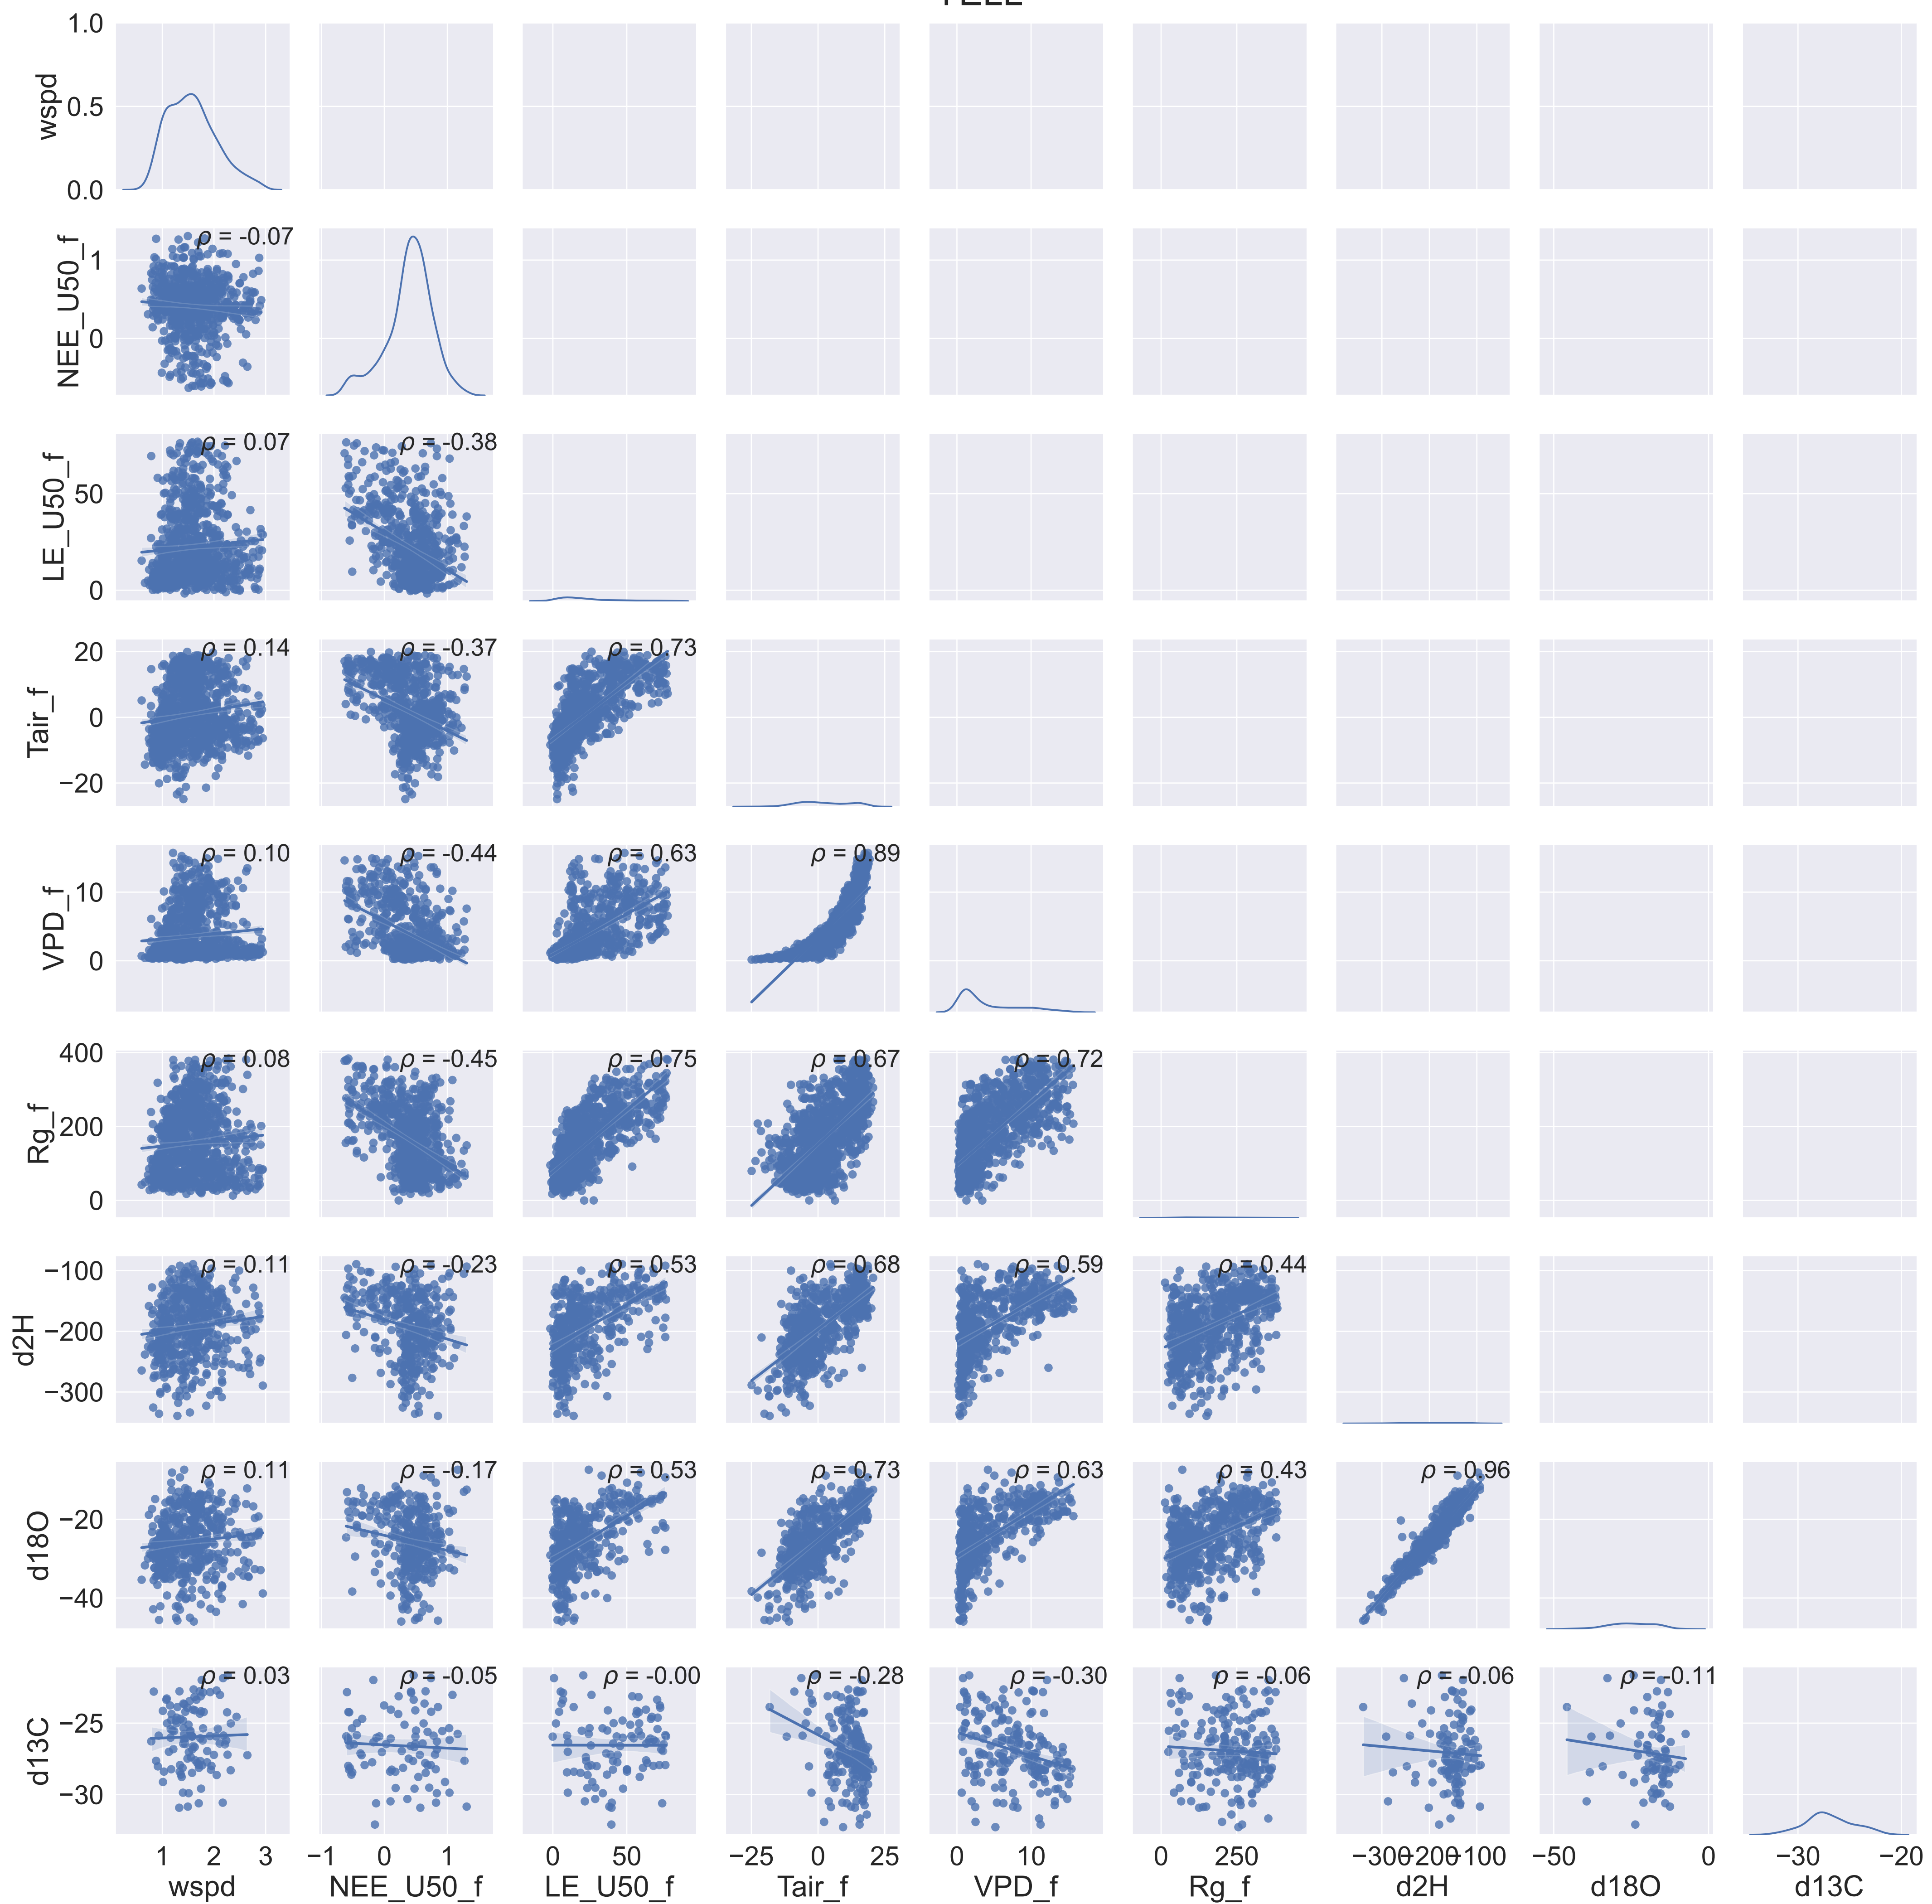 1.0
0.5
0.0
wspd
ρ = -0.07
1
0
NEE_U50_f
ρ = 0.07
ρ = -0.38
50
0
LE_U50_f
ρ = 0.14
ρ = -0.37
ρ = 0.73
20
0
−20
Tair_f
ρ = 0.10
ρ = -0.44
ρ = 0.63
ρ = 0.89
10
0
VPD_f
ρ = 0.08
ρ = -0.45
ρ = 0.75
ρ = 0.67
ρ = 0.72
400
200
0
Rg_f
ρ = 0.11
ρ = -0.23
ρ = 0.53
ρ = 0.68
ρ = 0.59
ρ = 0.44
−100
−200
−300
d2H
ρ = 0.11
ρ = -0.17
ρ = 0.53
ρ = 0.73
ρ = 0.63
ρ = 0.43
ρ = 0.96
−20
−40
d18O
ρ = 0.03
ρ = -0.05
ρ = -0.00
ρ = -0.28
ρ = -0.30
ρ = -0.06
ρ = -0.06
ρ = -0.11
−25
−30
d13C
1 2 3 −1 0 1 0 50 −25 0 25 0 10 0 250 −300 −200 −100 −50 0 −30 −20
wspd NEE_U50_f LE_U50_f Tair_f VPD_f Rg_f d2H d18O d13C